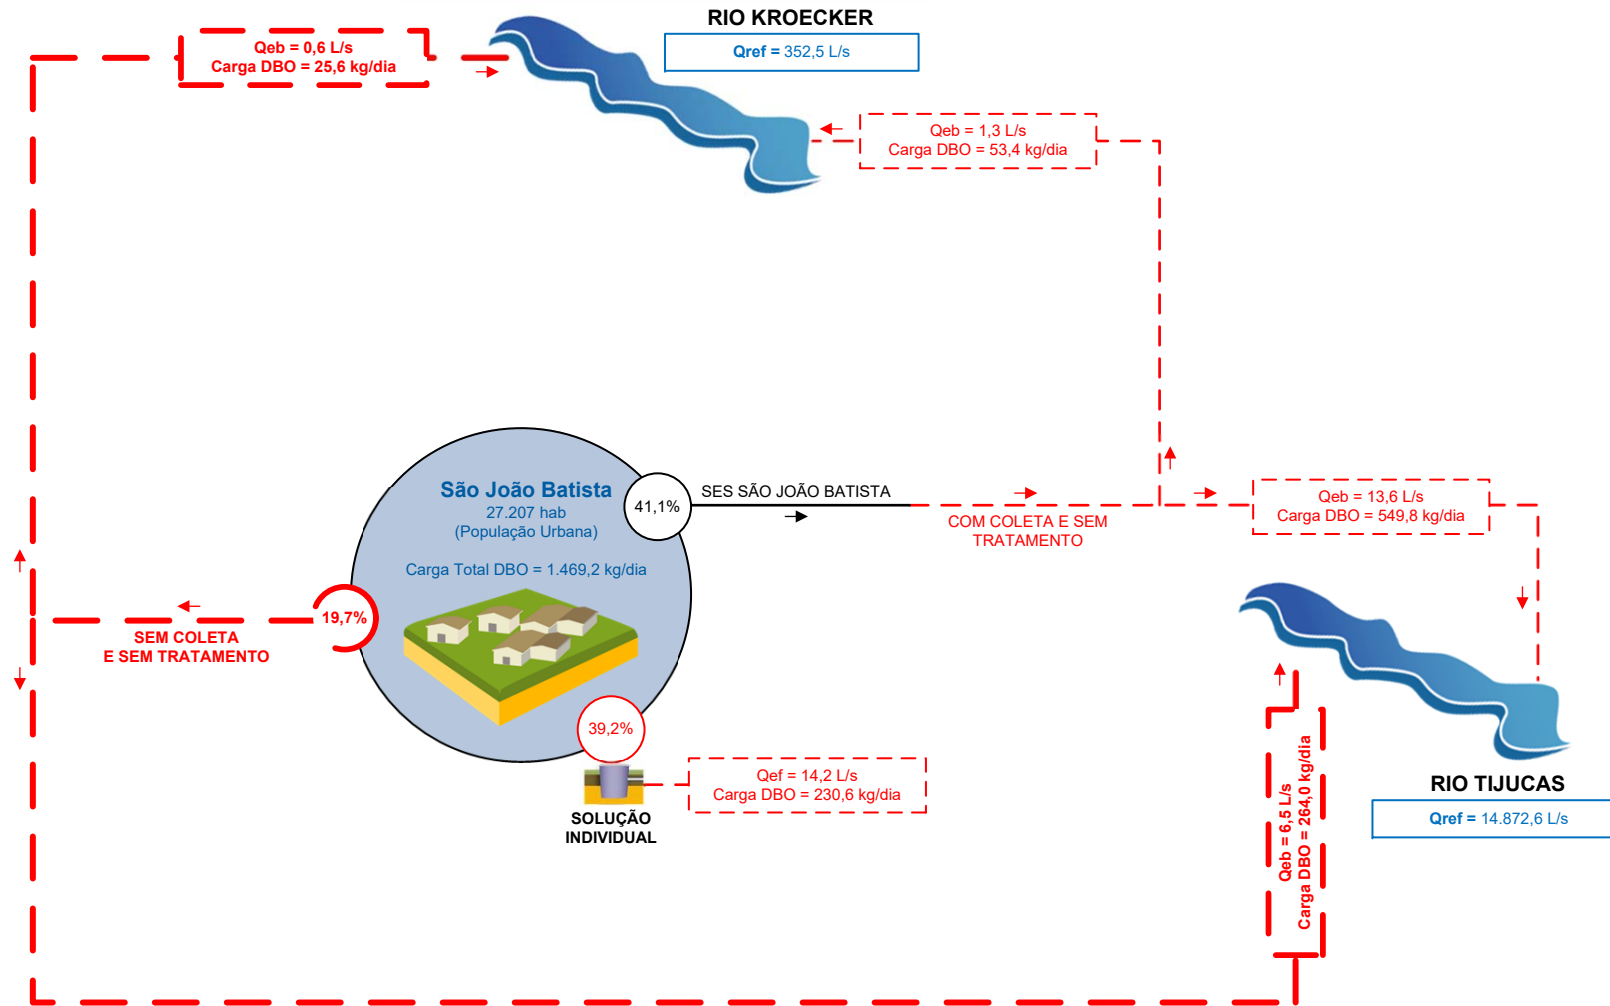 RIO KROECKER
Qref = 352,5 L/s
Qeb = 0,6 L/s
Carga DBO = 25,6 kg/dia
Qeb = 1,3 L/s
Carga DBO = 53,4 kg/dia
São João Batista
27.207 hab
(População Urbana)
Carga Total DBO = 1.469,2 kg/dia
41,1%
SES SÃO JOÃO BATISTA
COM COLETA E SEM
TRATAMENTO
Qeb = 13,6 L/s
Carga DBO = 549,8 kg/dia
19,7%
SEM COLETA
E SEM TRATAMENTO
39,2%
SOLUÇÃO
INDIVIDUAL
Qef = 14,2 L/s
Carga DBO = 230,6 kg/dia
Qeb = 6,5 L/s
Carga DBO = 264,0 kg/dia
RIO TIJUCAS
Qref = 14.872,6 L/s